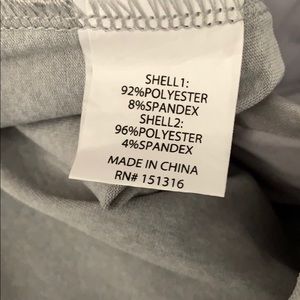 SHELL1:
92%POLYESTER
8%SPANDEX
SHELL2:
96%POLYESTER
4%SPANDEX
MADE IN CHINA
RN# 151316